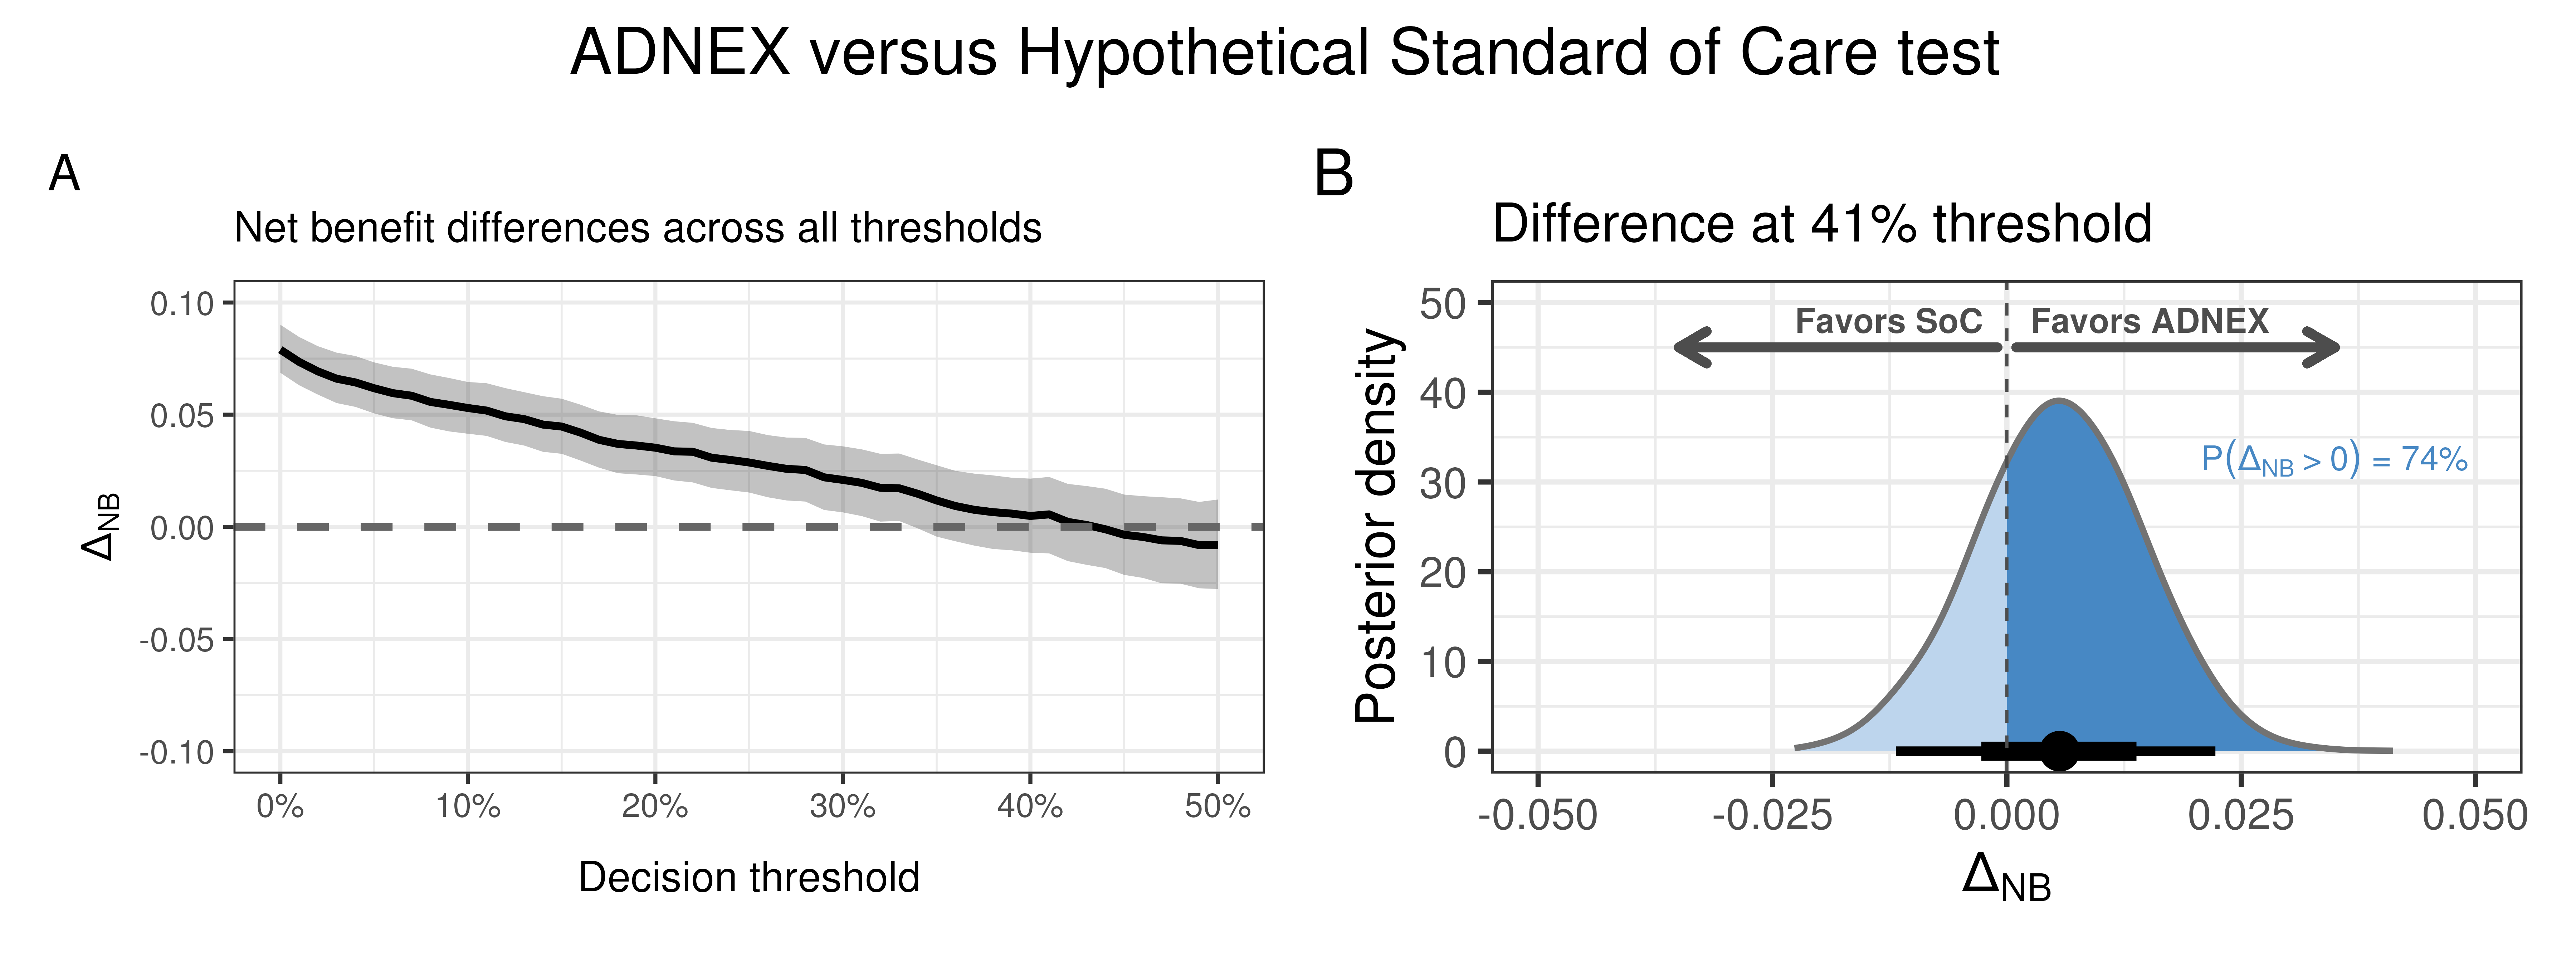 ADNEX versus Hypothetical Standard of Care test
A
Net benefit differences across all thresholds
0.10
0.05
0.00
-0.05
-0.10
ΔNB
0% 10% 20% 30% 40% 50%
Decision threshold
B
Difference at 41% threshold
50
40
30
20
10
0
Posterior density
Favors SoC Favors ADNEX
P(ΔNB > 0) = 74%
-0.050 -0.025 0.000 0.025 0.050
ΔNB